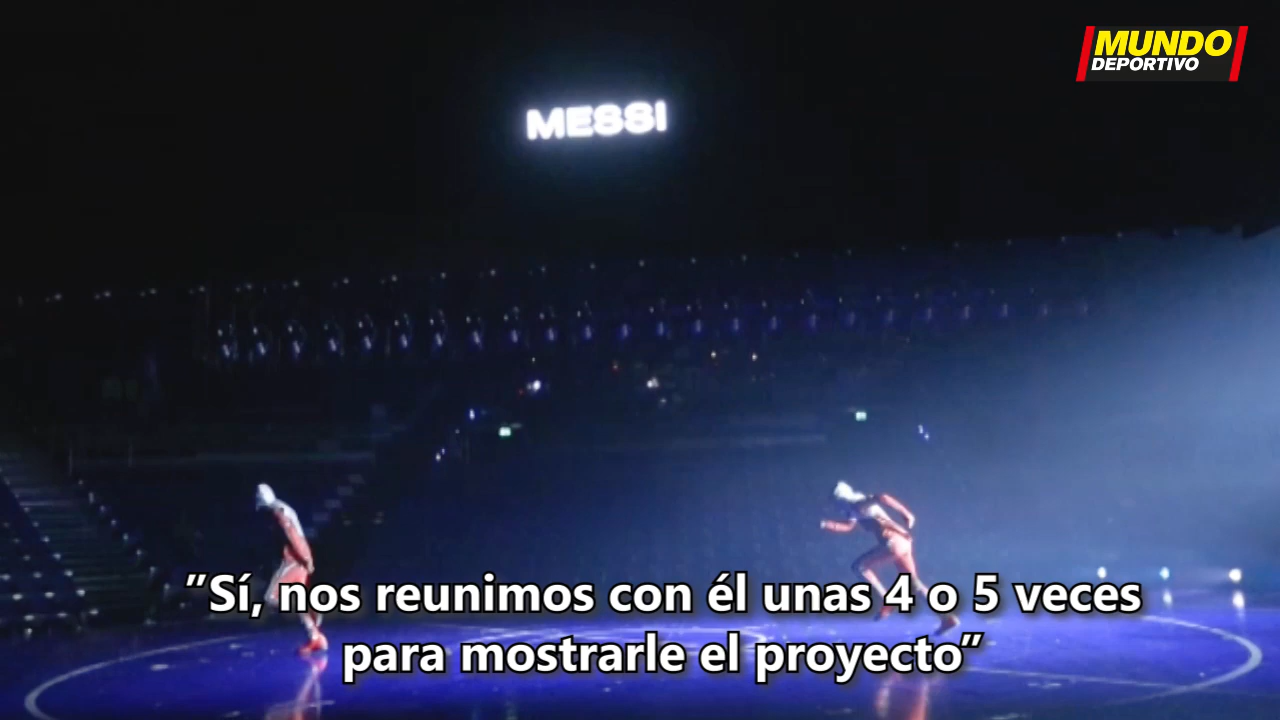 MUNDO
DEPORTIVO
MESSI
”Sí, nos reunimos con él unas 4 o 5 veces
para mostrarle el proyecto”